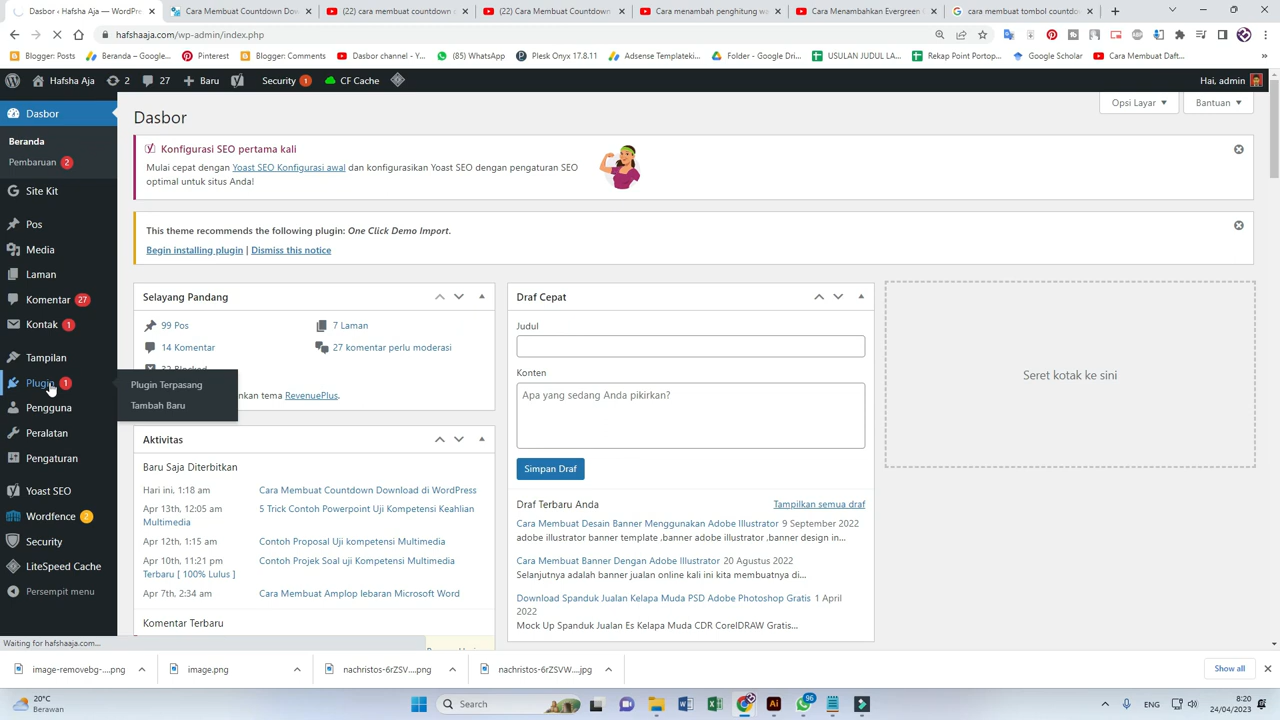 Hafsha Aja — WordPre...
Cara Membuat Countdown Do...
(22) cara membuat countdown c
(22) Cara Membuat Countdown
Cara menambah penghitung wa
Cara Menambahkan Evergreen C
cara membuat tombol countdo
hafshaaja.com/wp-admin/index.php
Blogger: Posts
Beranda – Google...
Pinterest
Blogger: Comments
Dasbor channel - Y...
(85) WhatsApp
Plesk Onyx 17.8.11
Adsense Templateki...
Folder - Google Dri...
USULAN JUDUL LA...
Rekap Point Portop...
Google Scholar
Cara Membuat Daft...
Hafsha Aja
2
27
Baru
Security 1
CF Cache
Hai, admin
Dasbor
Beranda
Pembaruan 2
Site Kit
Pos
Media
Laman
Komentar 27
Kontak 1
Tampilan
Plugin 1
Pengguna
Peralatan
Pengaturan
Yoast SEO
Wordfence 2
Security
LiteSpeed Cache
Persempit menu
Plugin Terpasang
Tambah Baru
Dasbor
Opsi Layar
Bantuan
Konfigurasi SEO pertama kali
Mulai cepat dengan Yoast SEO Konfigurasi awal dan konfigurasikan Yoast SEO dengan pengaturan SEO
optimal untuk situs Anda!
This theme recommends the following plugin: One Click Demo Import.
Begin installing plugin | Dismiss this notice
Selayang Pandang
99 Pos
7 Laman
14 Komentar
27 komentar perlu moderasi
nkan tema RevenuePlus.
Aktivitas
Baru Saja Diterbitkan
Hari ini, 1:18 am
Cara Membuat Countdown Download di WordPress
Apr 13th, 12:05 am
5 Trick Contoh Powerpoint Uji Kompetensi Keahlian
Multimedia
Apr 12th, 1:15 am
Contoh Proposal Uji kompetensi Multimedia
Apr 10th, 11:21 pm
Contoh Projek Soal uji Kompetensi Multimedia
Terbaru [ 100% Lulus ]
Apr 7th, 2:34 am
Cara Membuat Amplop lebaran Microsoft Word
Komentar Terbaru
Draf Cepat
Judul
Konten
Apa yang sedang Anda pikirkan?
Simpan Draf
Draf Terbaru Anda
Tampilkan semua draf
Cara Membuat Desain Banner Menggunakan Adobe Illustrator 9 September 2022
adobe illustrator banner template ,banner adobe illustrator ,banner design in...
Cara Membuat Banner Dengan Adobe Illustrator 20 Agustus 2022
Selanjutnya adalah banner jualan online kali ini kita membuatnya di...
Download Spanduk Jualan Kelapa Muda PSD Adobe Photoshop Gratis 1 April
2022
Mock Up Spanduk Jualan Es Kelapa Muda CDR CorelDRAW Gratis...
Seret kotak ke sini
Waiting for hafshaaja.com...
image-removebg-....png
image.png
nachristos-6rZSV....png
nachristos-6rZSVW....jpg
Show all
20°C
Berawan
Search
96
ENG
8:20
24/04/2023